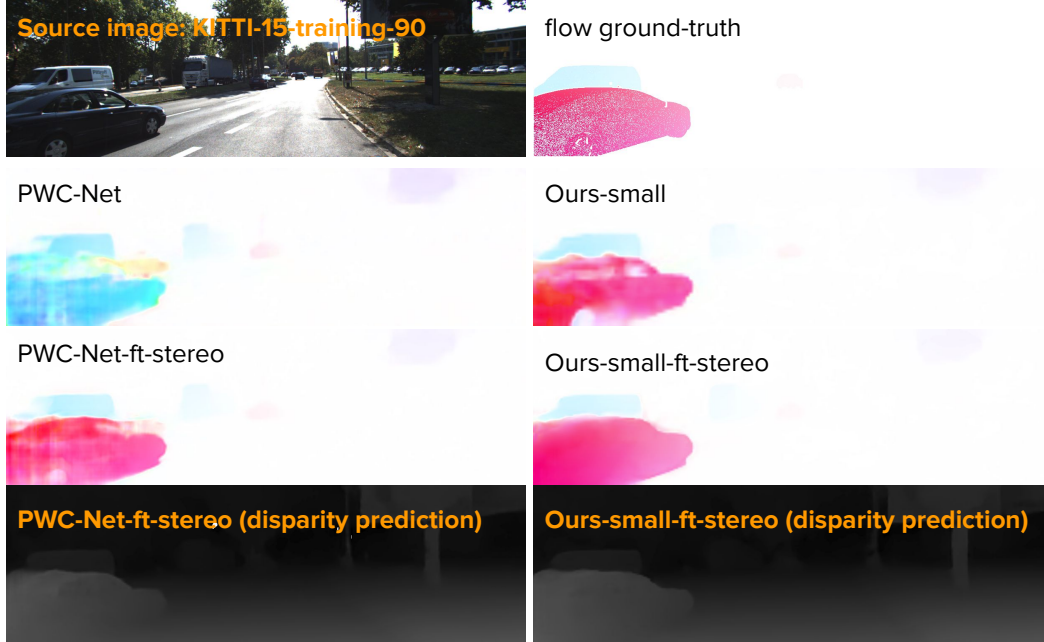 Source image: KITTI-15-training-90
flow ground-truth
PWC-Net
Ours-small
PWC-Net-ft-stereo
Ours-small-ft-stereo
PWC-Net-ft-stereo (disparity prediction)
Ours-small-ft-stereo (disparity prediction)